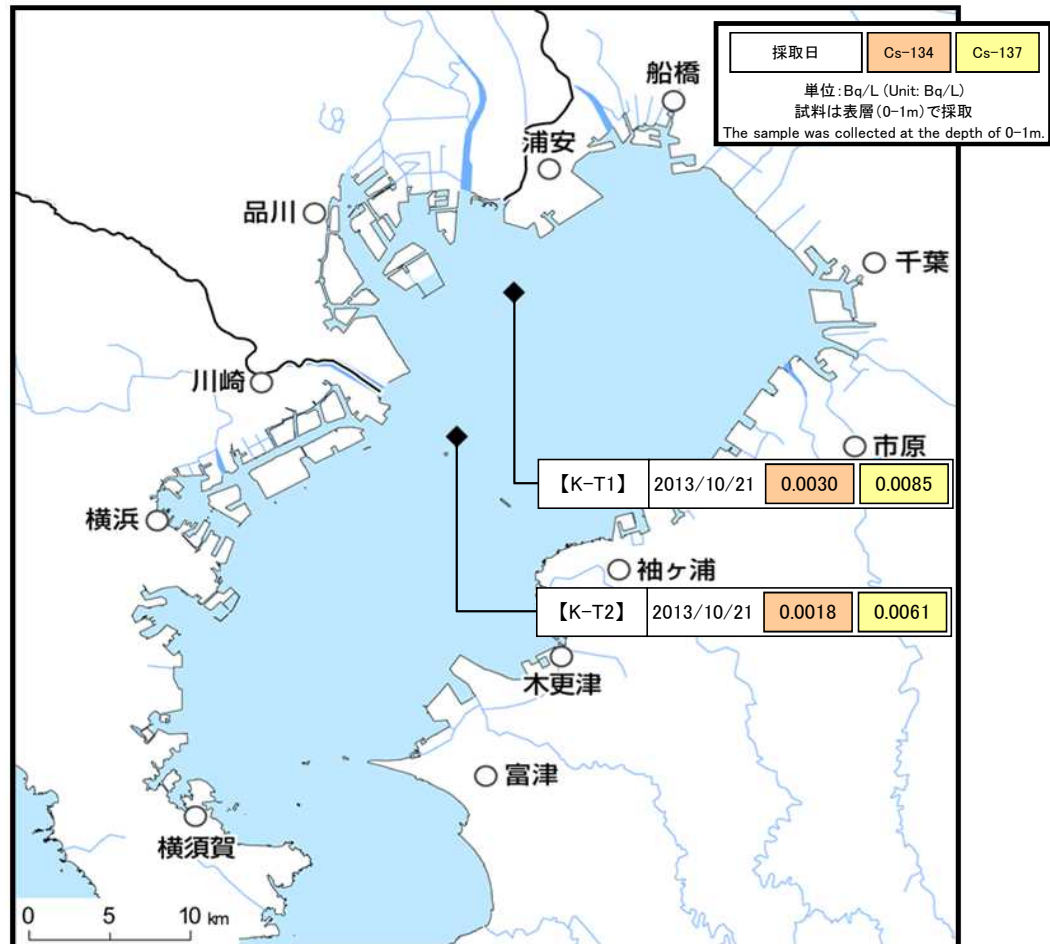 採取日 Cs-134 Cs-137
単位:Bq/L (Unit: Bq/L)
試料は表層(0-1m)で採取
The sample was collected at the depth of 0-1m.
船橋
浦安
品川
千葉
川崎
市原
【K-T1】 2013/10/21 0.0030 0.0085
横浜
袖ヶ浦
【K-T2】 2013/10/21 0.0018 0.0061
木更津
富津
横須賀
0 5 10 km